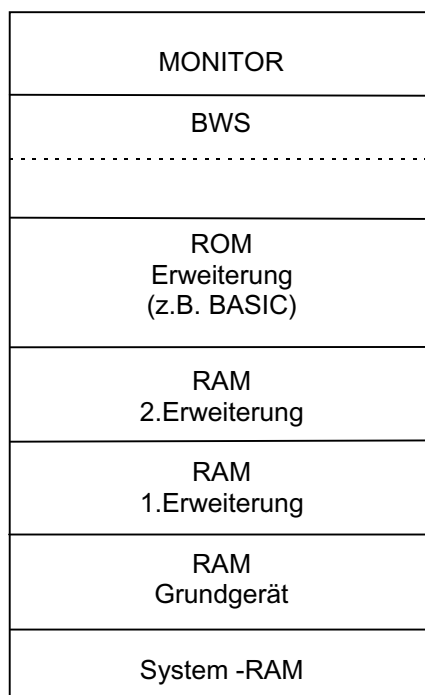 MONITOR
BWS
ROM
Erweiterung
(z.B. BASIC)
RAM
2.Erweiterung
RAM
1.Erweiterung
RAM
Grundgerät
System -RAM